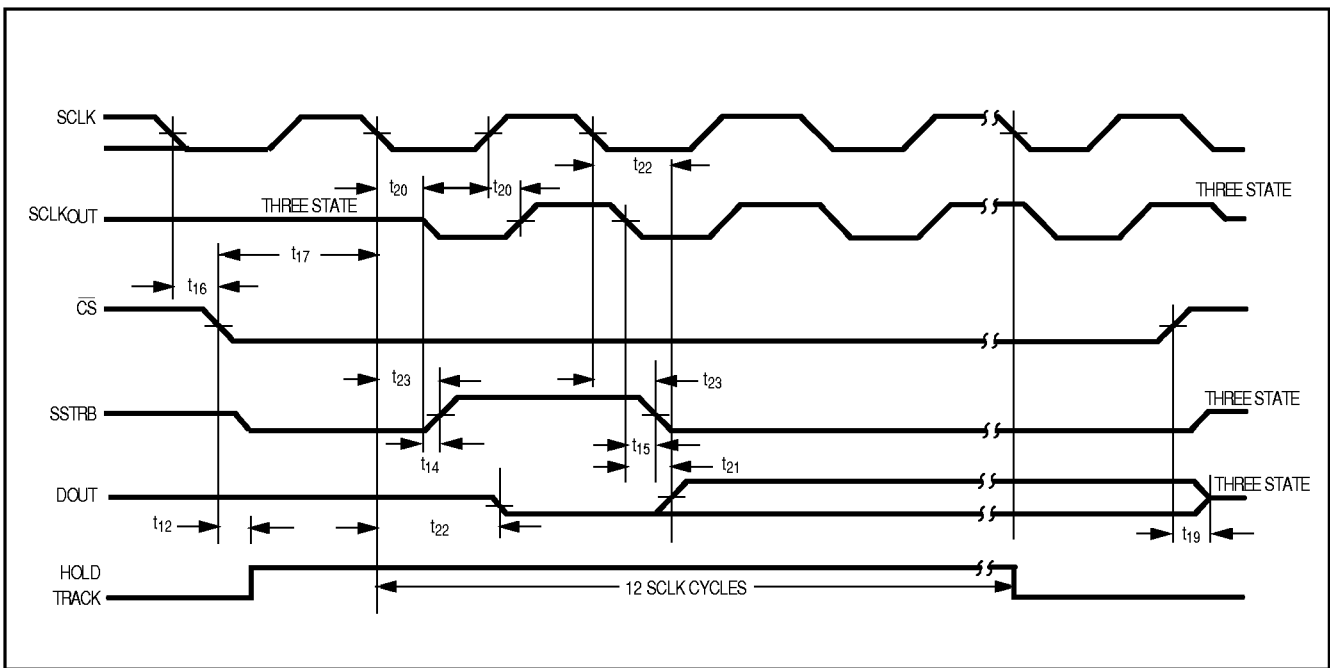 SCLK
t22
t20 t20
THREE STATE
THREE STATE
SCLKOUT
t17
t16
CS
t23 t23
SSTRB
THREE STATE
t14 t15 t21
DOUT
THREE STATE
t12 t22 t19
HOLD
12 SCLK CYCLES
TRACK